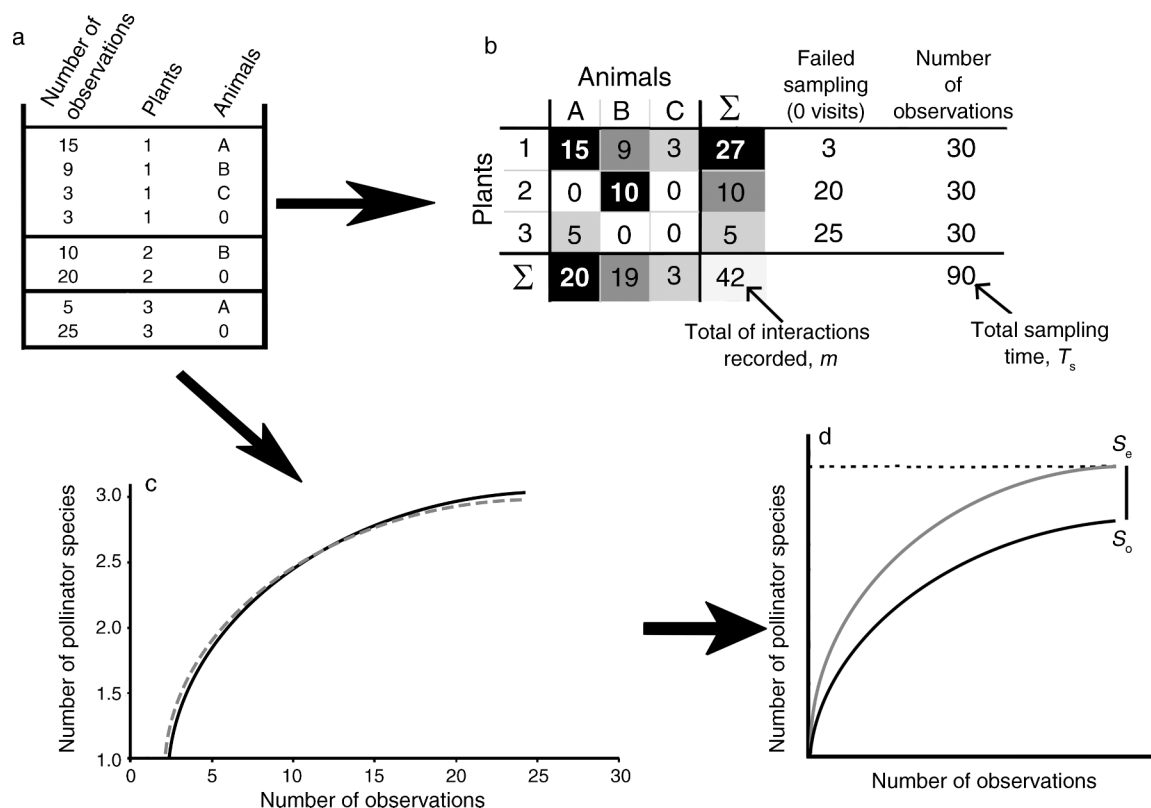 a
Number of
observations
Plants
Animals
15 1 A
9 1 B
3 1 C
3 1 0
10 2 B
20 2 0
5 3 A
25 3 0
b
Animals
Failed
sampling
(0 visits)
Number
of
observations
A B C Σ
Plants
1 15 9 3 27 3 30
2 0 10 0 10 20 30
3 5 0 0 5 25 30
Σ 20 19 3 42 90
Total of interactions
recorded, m
Total sampling
time, Tₛ
c
Number of pollinator species
3.0
2.5
2.0
1.5
1.0
0 5 10 15 20 25 30
Number of observations
d
Number of pollinator species
Sₑ
Sₒ
Number of observations